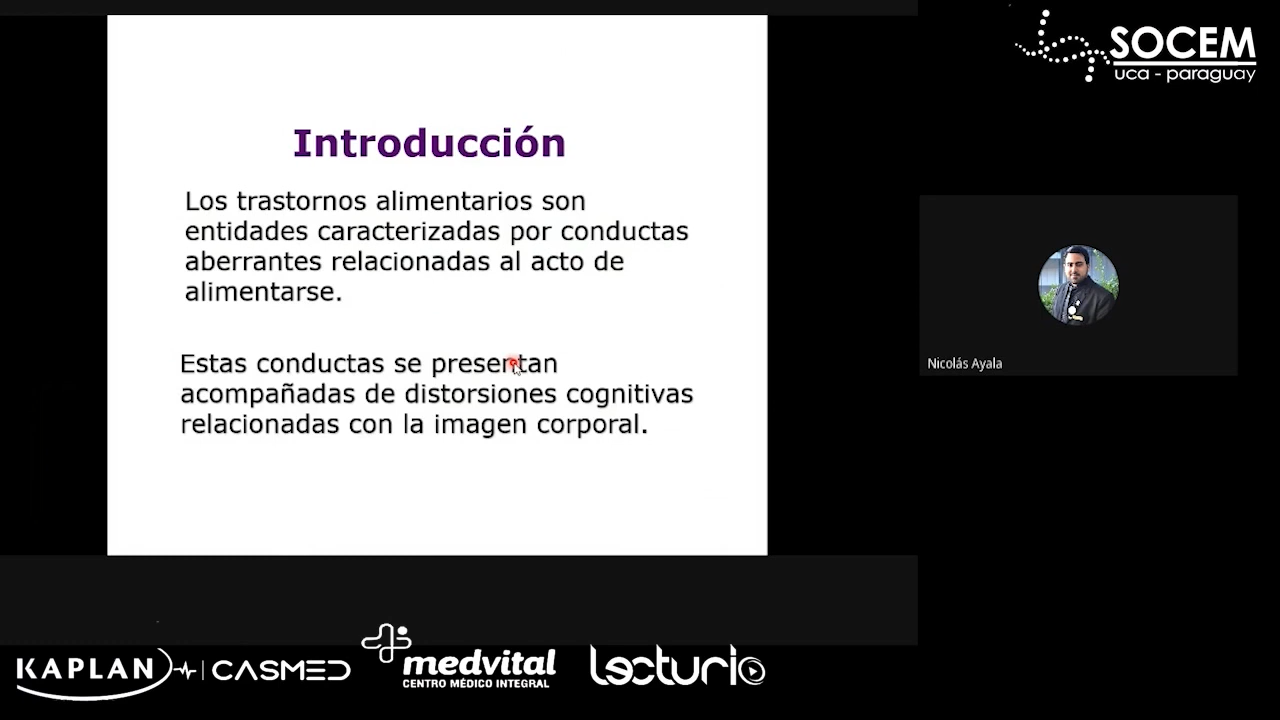 SOCEM
uca - paraguay
Introducción
Los trastornos alimentarios son
entidades caracterizadas por conductas
aberrantes relacionadas al acto de
alimentarse.
Estas conductas se presentan
acompañadas de distorsiones cognitivas
relacionadas con la imagen corporal.
Nicolás Ayala
KAPLAN CASMED
medvital
CENTRO MÉDICO INTEGRAL
lecturio